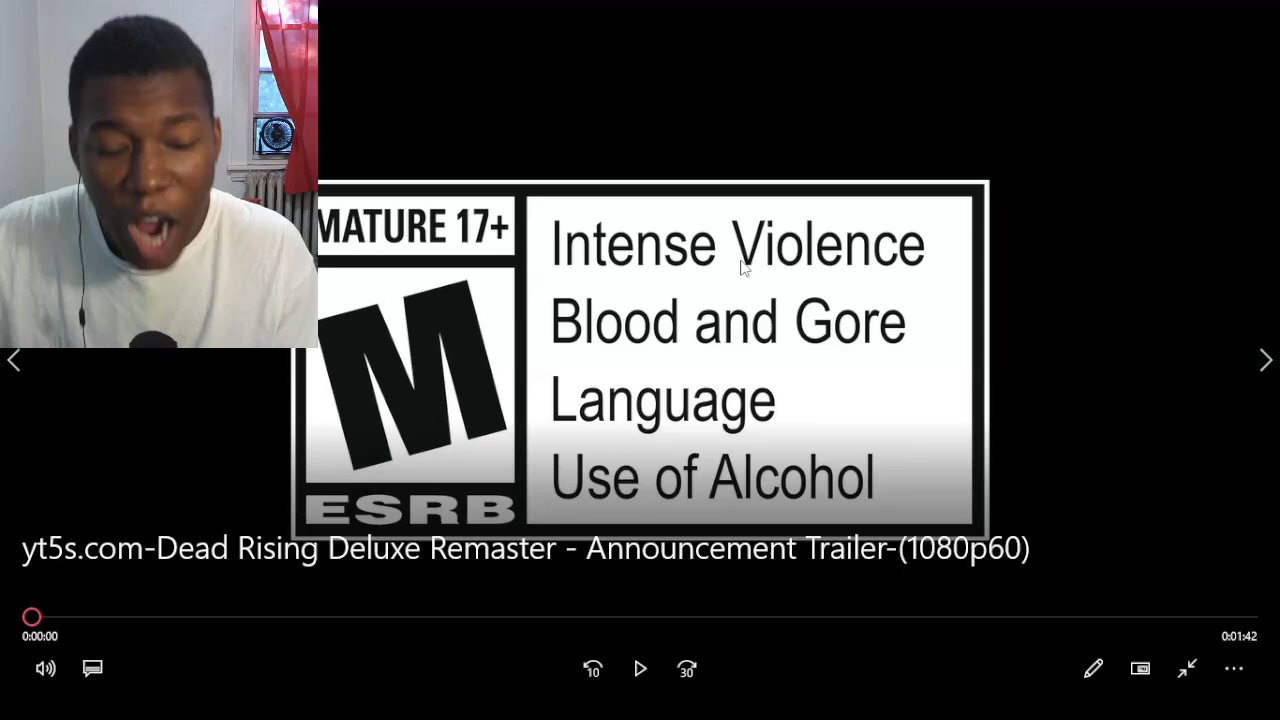 MATURE 17+
M
ESRB
Intense Violence
Blood and Gore
Language
Use of Alcohol
yt5s.com-Dead Rising Deluxe Remaster - Announcement Trailer-(1080p60)
0:00:00
0:01:42
10
30